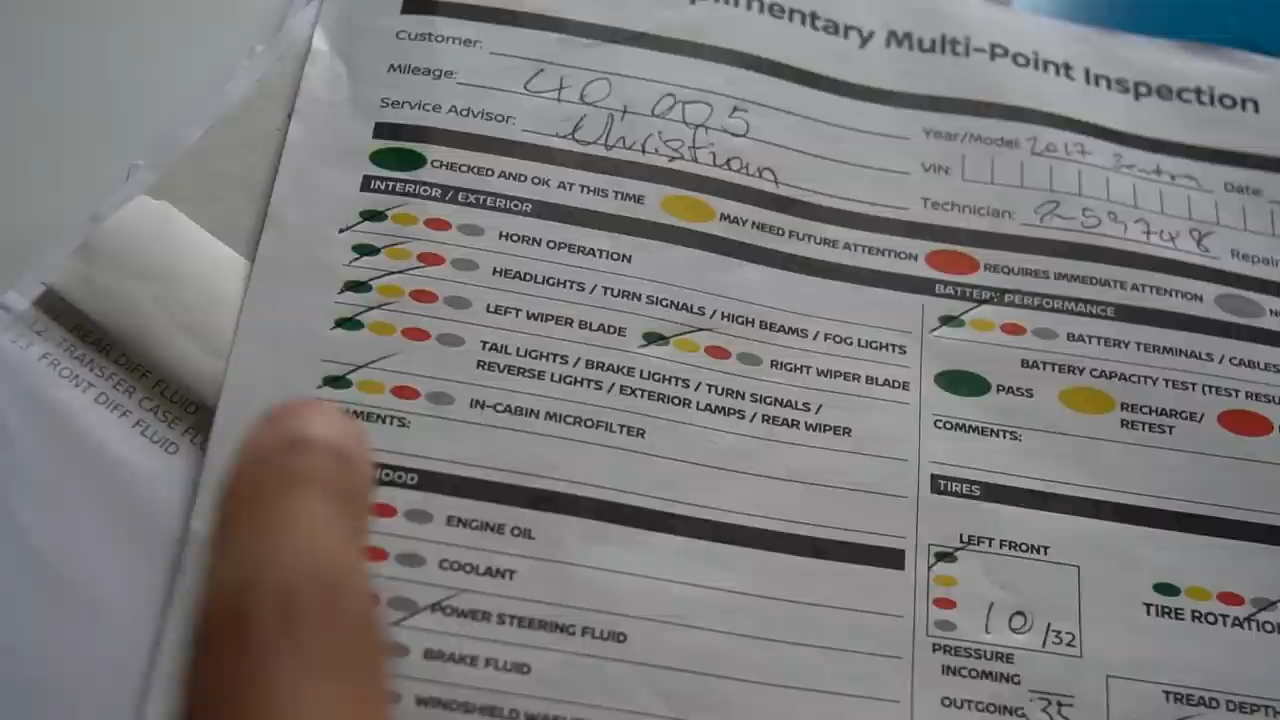 Multi-Point Inspection
Customer:
Mileage: 40,005
Service Advisor: Christian
Year/Model: 2017 Sentra Date:
VIN:
Technician: 259748
CHECKED AND OK AT THIS TIME
MAY NEED FUTURE ATTENTION
REQUIRES IMMEDIATE ATTENTION
INTERIOR / EXTERIOR
HORN OPERATION
HEADLIGHTS / TURN SIGNALS / HIGH BEAMS / FOG LIGHTS
LEFT WIPER BLADE
RIGHT WIPER BLADE
TAIL LIGHTS / BRAKE LIGHTS / TURN SIGNALS /
REVERSE LIGHTS / EXTERIOR LAMPS / REAR WIPER
IN-CABIN MICROFILTER
ENGINE OIL
COOLANT
POWER STEERING FLUID
BRAKE FLUID
BATTERY PERFORMANCE
BATTERY TERMINALS / CABLES
BATTERY CAPACITY TEST (TEST
PASS
RECHARGE/
RETEST
COMMENTS:
TIRES
LEFT FRONT
10/32
TIRE ROTATION
PRESSURE
INCOMING
OUTGOING 35
TREAD DEPTH
REAR DIFF FLUID
12. TRANSFER CASE
FRONT DIFF FLUID